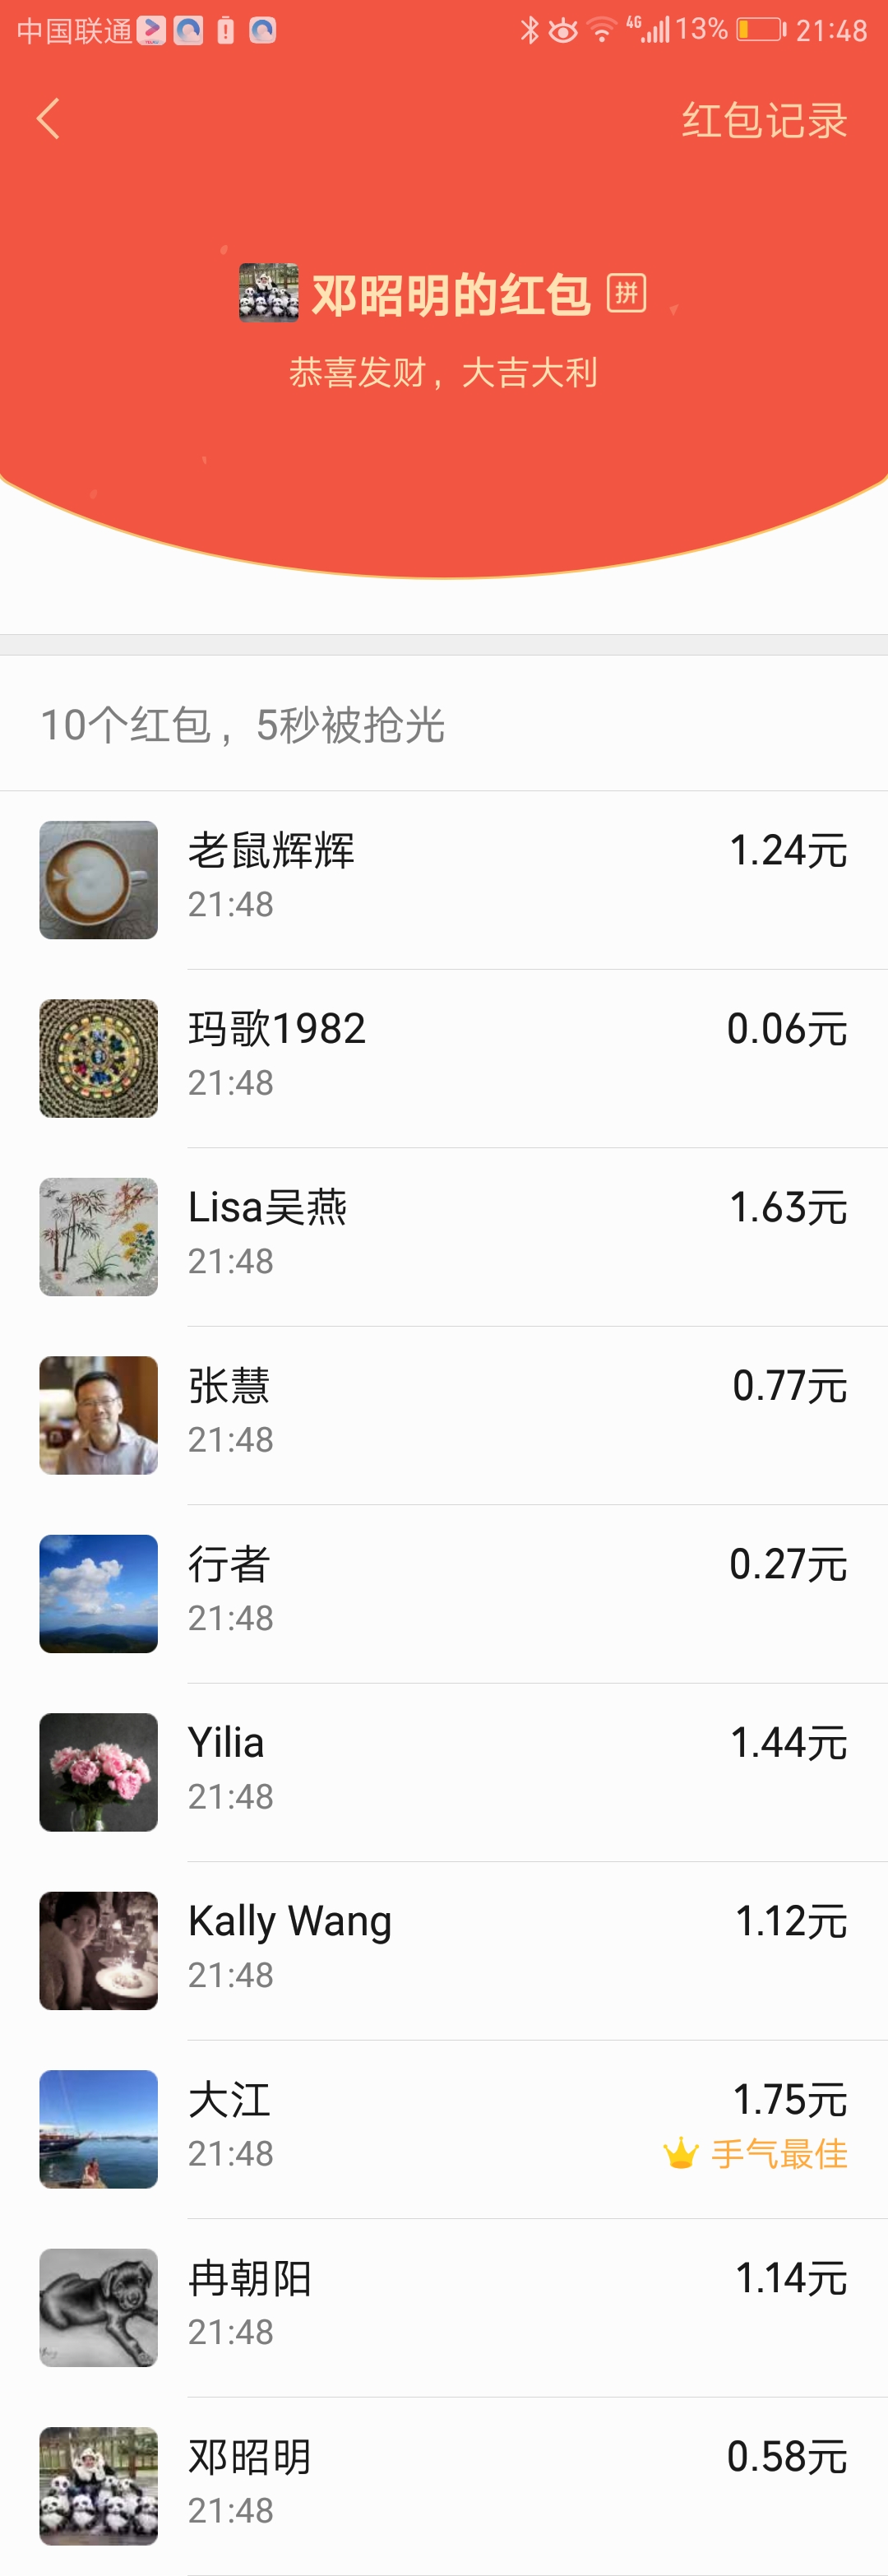 中国联通 4G 13% 21:48
红包记录
邓昭明的红包 拼
恭喜发财，大吉大利
10个红包，5秒被抢光
老鼠辉辉 1.24元
21:48
玛歌1982 0.06元
21:48
Lisa吴燕 1.63元
21:48
张慧 0.77元
21:48
行者 0.27元
21:48
Yilia 1.44元
21:48
Kally Wang 1.12元
21:48
大江 1.75元
21:48 手气最佳
冉朝阳 1.14元
21:48
邓昭明 0.58元
21:48